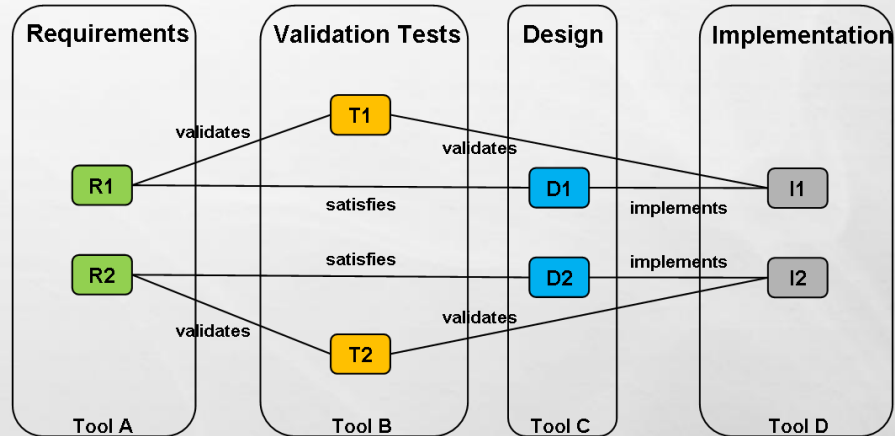 Requirements
Validation Tests
Design
Implementation
T1
validates
validates
R1
D1
I1
satisfies
implements
satisfies
implements
R2
D2
I2
validates
validates
T2
Tool A
Tool B
Tool C
Tool D